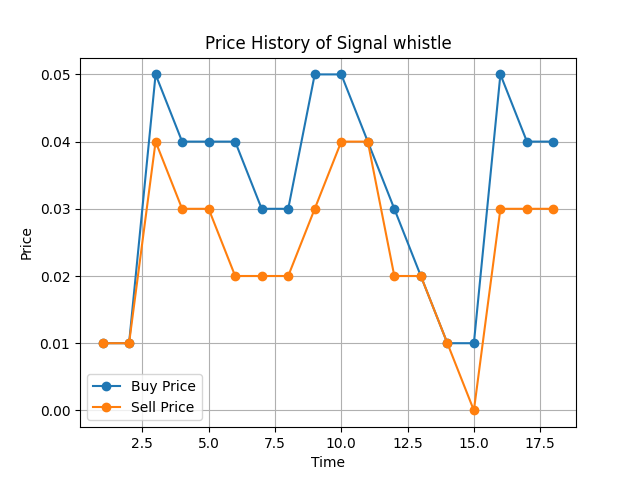 Price History of Signal whistle
0.05
0.04
0.03
0.02
0.01
0.00
Price
Buy Price
Sell Price
2.5 5.0 7.5 10.0 12.5 15.0 17.5
Time